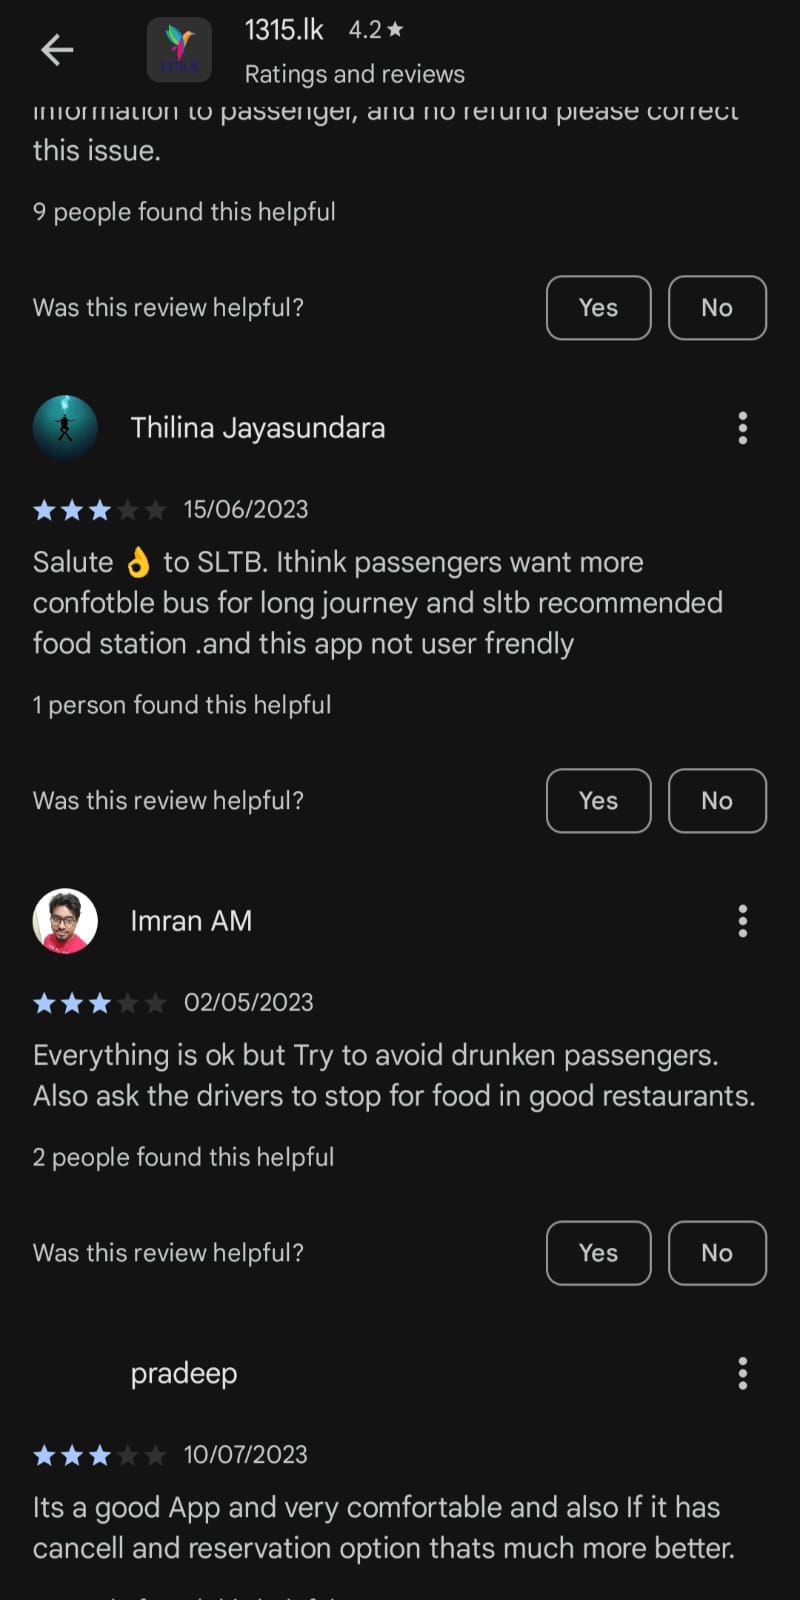 1315.lk 4.2★
Ratings and reviews
information to passenger, and no refund please correct
this issue.
9 people found this helpful
Was this review helpful? Yes No
Thilina Jayasundara
15/06/2023
Salute 👌 to SLTB. Ithink passengers want more
confotble bus for long journey and sltb recommended
food station .and this app not user frendly
1 person found this helpful
Was this review helpful? Yes No
Imran AM
02/05/2023
Everything is ok but Try to avoid drunken passengers.
Also ask the drivers to stop for food in good restaurants.
2 people found this helpful
Was this review helpful? Yes No
pradeep
10/07/2023
Its a good App and very comfortable and also If it has
cancell and reservation option thats much more better.